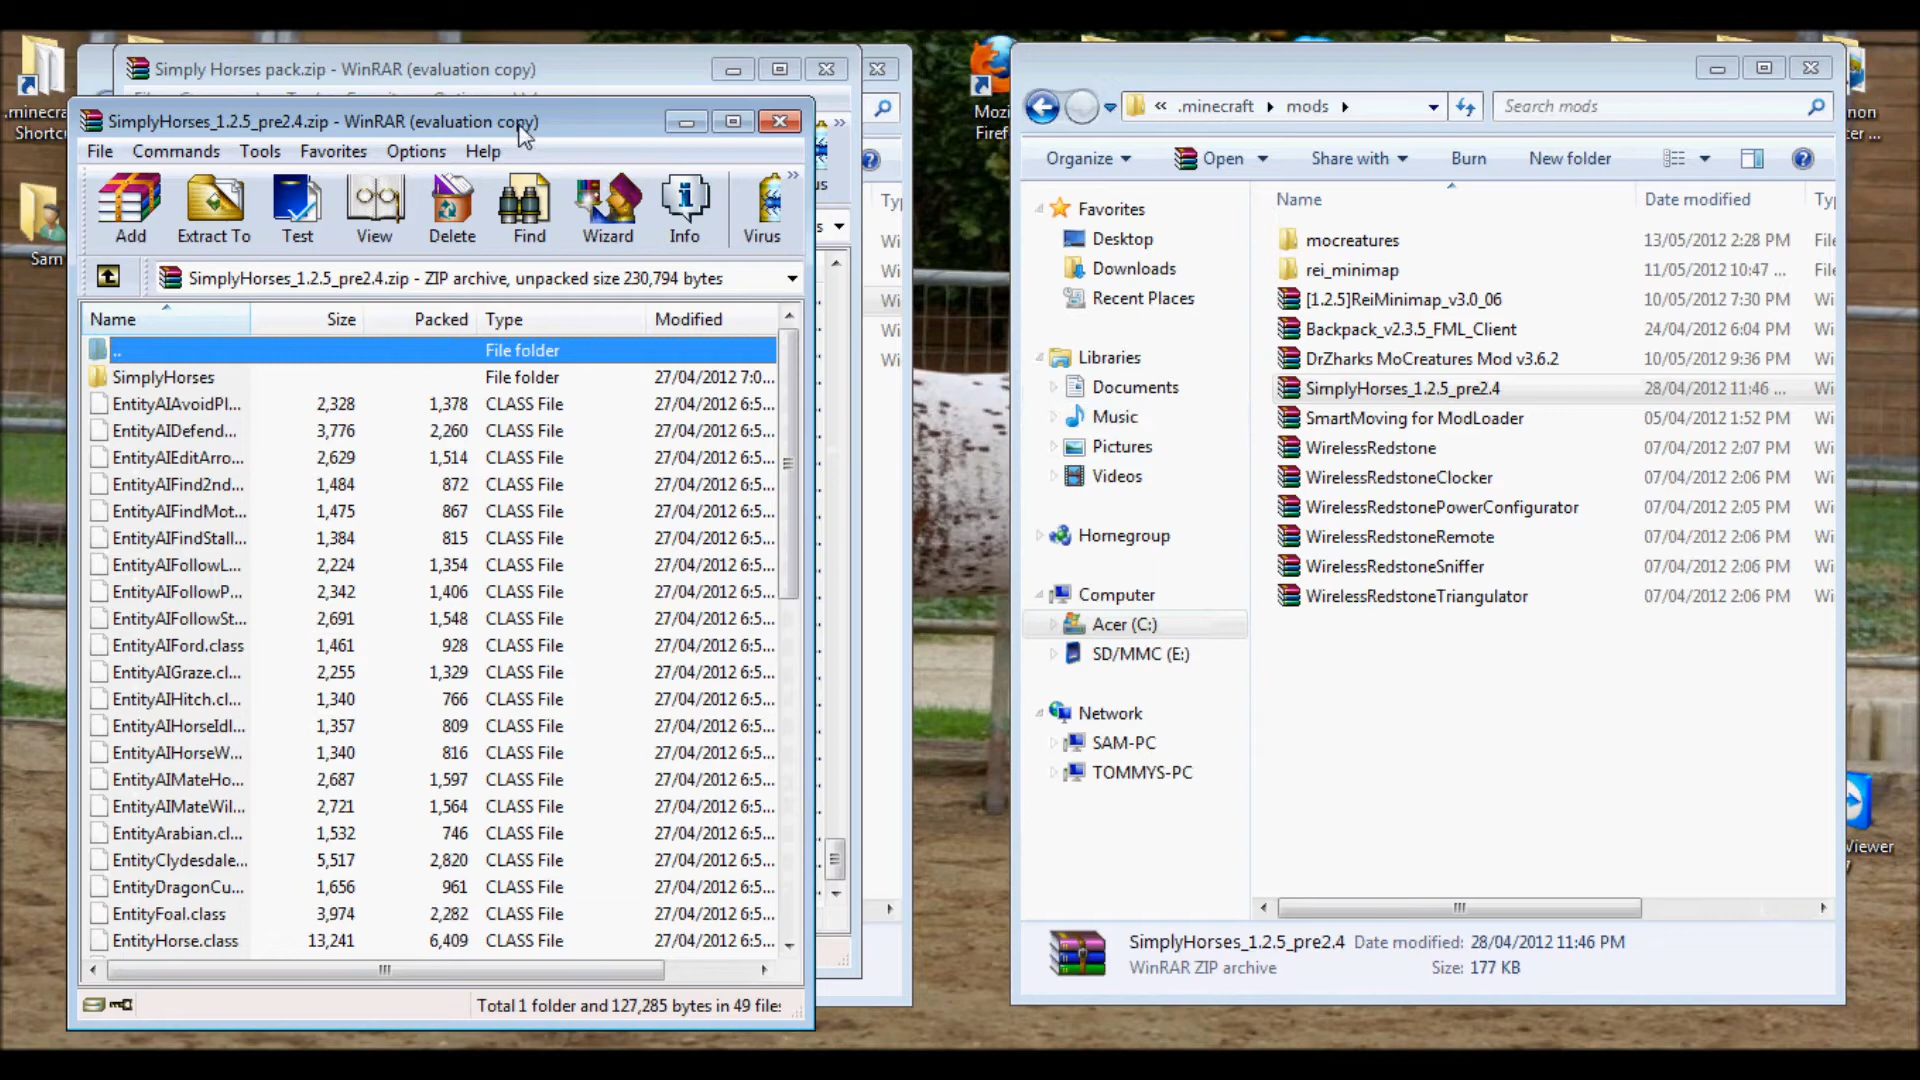 .minecra
Shortc
Sam
Mozi
Firef
Viewer
Simply Horses pack.zip - WinRAR (evaluation copy)
SimplyHorses_1.2.5_pre2.4.zip - WinRAR (evaluation copy)
File Commands Tools Favorites Options Help
Add Extract To Test View Delete Find Wizard Info Virus
SimplyHorses_1.2.5_pre2.4.zip - ZIP archive, unpacked size 230,794 bytes
Name Size Packed Type Modified
.. File folder
SimplyHorses File folder 27/04/2012 7:0...
EntityAIAvoidPl... 2,328 1,378 CLASS File 27/04/2012 6:5...
EntityAIDefend... 3,776 2,260 CLASS File 27/04/2012 6:5...
EntityAIEditArro... 2,629 1,514 CLASS File 27/04/2012 6:5...
EntityAIFind2nd... 1,484 872 CLASS File 27/04/2012 6:5...
EntityAIFindMot... 1,475 867 CLASS File 27/04/2012 6:5...
EntityAIFindStall... 1,384 815 CLASS File 27/04/2012 6:5...
EntityAIFollowL... 2,224 1,354 CLASS File 27/04/2012 6:5...
EntityAIFollowP... 2,342 1,406 CLASS File 27/04/2012 6:5...
EntityAIFollowSt... 2,691 1,548 CLASS File 27/04/2012 6:5...
EntityAIFord.class 1,461 928 CLASS File 27/04/2012 6:5...
EntityAIGraze.cl... 2,255 1,329 CLASS File 27/04/2012 6:5...
EntityAIHitch.cl... 1,340 766 CLASS File 27/04/2012 6:5...
EntityAIHorseIdl... 1,357 809 CLASS File 27/04/2012 6:5...
EntityAIHorseW... 1,340 816 CLASS File 27/04/2012 6:5...
EntityAIMateHo... 2,687 1,597 CLASS File 27/04/2012 6:5...
EntityAIMateWil... 2,721 1,564 CLASS File 27/04/2012 6:5...
EntityArabian.cl... 1,532 746 CLASS File 27/04/2012 6:5...
EntityClydesdale... 5,517 2,820 CLASS File 27/04/2012 6:5...
EntityDragonCu... 1,656 961 CLASS File 27/04/2012 6:5...
EntityFoal.class 3,974 2,282 CLASS File 27/04/2012 6:5...
EntityHorse.class 13,241 6,409 CLASS File 27/04/2012 6:5...
Total 1 folder and 127,285 bytes in 49 files
« .minecraft mods Search mods
Organize Open Share with Burn New folder
Favorites
Desktop
Downloads
Recent Places
Libraries
Documents
Music
Pictures
Videos
Homegroup
Computer
Acer (C:)
SD/MMC (E:)
Network
SAM-PC
TOMMYS-PC
Name Date modified Ty
mocreatures 13/05/2012 2:28 PM File
rei_minimap 11/05/2012 10:47 ... File
[1.2.5]ReiMinimap_v3.0_06 10/05/2012 7:30 PM Wi
Backpack_v2.3.5_FML_Client 24/04/2012 6:04 PM Wi
DrZharks MoCreatures Mod v3.6.2 10/05/2012 9:36 PM Wi
SimplyHorses_1.2.5_pre2.4 28/04/2012 11:46 ... Wi
SmartMoving for ModLoader 05/04/2012 1:52 PM Wi
WirelessRedstone 07/04/2012 2:07 PM Wi
WirelessRedstoneClocker 07/04/2012 2:06 PM Wi
WirelessRedstonePowerConfigurator 07/04/2012 2:05 PM Wi
WirelessRedstoneRemote 07/04/2012 2:06 PM Wi
WirelessRedstoneSniffer 07/04/2012 2:06 PM Wi
WirelessRedstoneTriangulator 07/04/2012 2:06 PM Wi
SimplyHorses_1.2.5_pre2.4 Date modified: 28/04/2012 11:46 PM
WinRAR ZIP archive Size: 177 KB